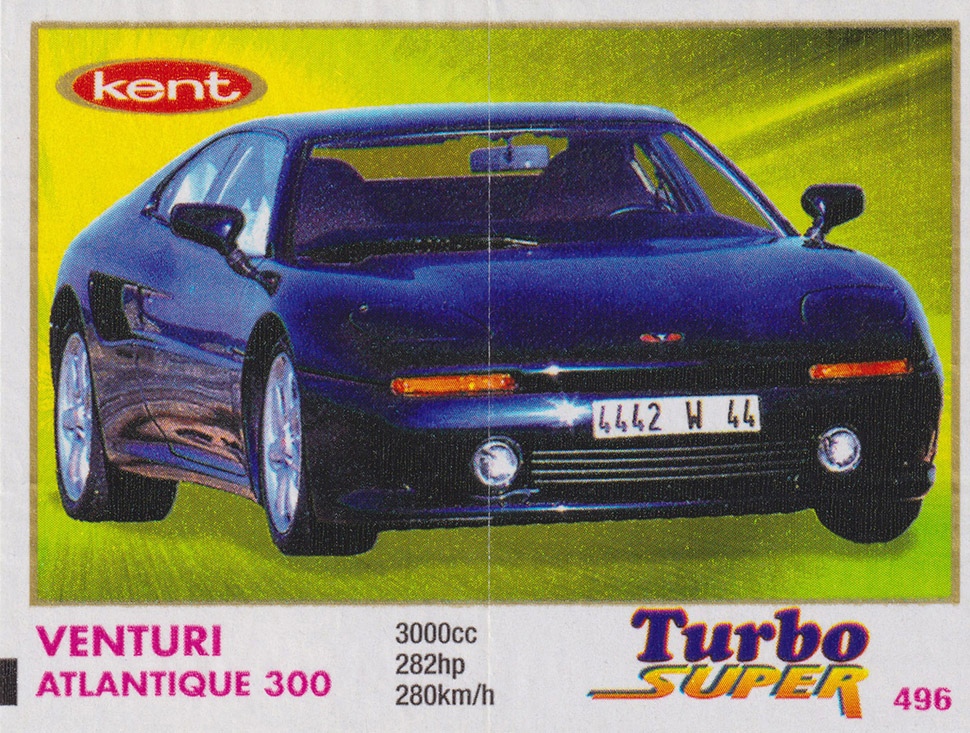 kent
4442 W 44
VENTURI
ATLANTIQUE 300
3000cc
282hp
280km/h
Turbo
SUPER
496